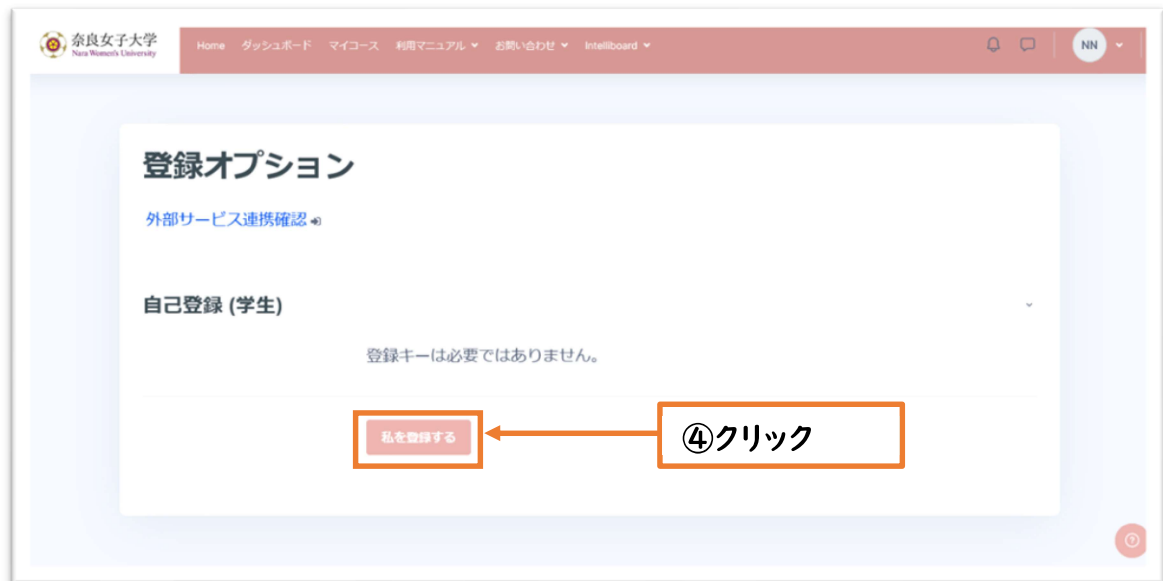 奈良女子大学
Nara Women's University
Home ダッシュボード マイコース 利用マニュアル お問い合わせ Intelliboard NN
登録オプション
外部サービス連携確認
自己登録 (学生)
登録キーは必要ではありません。
私を登録する
④クリック